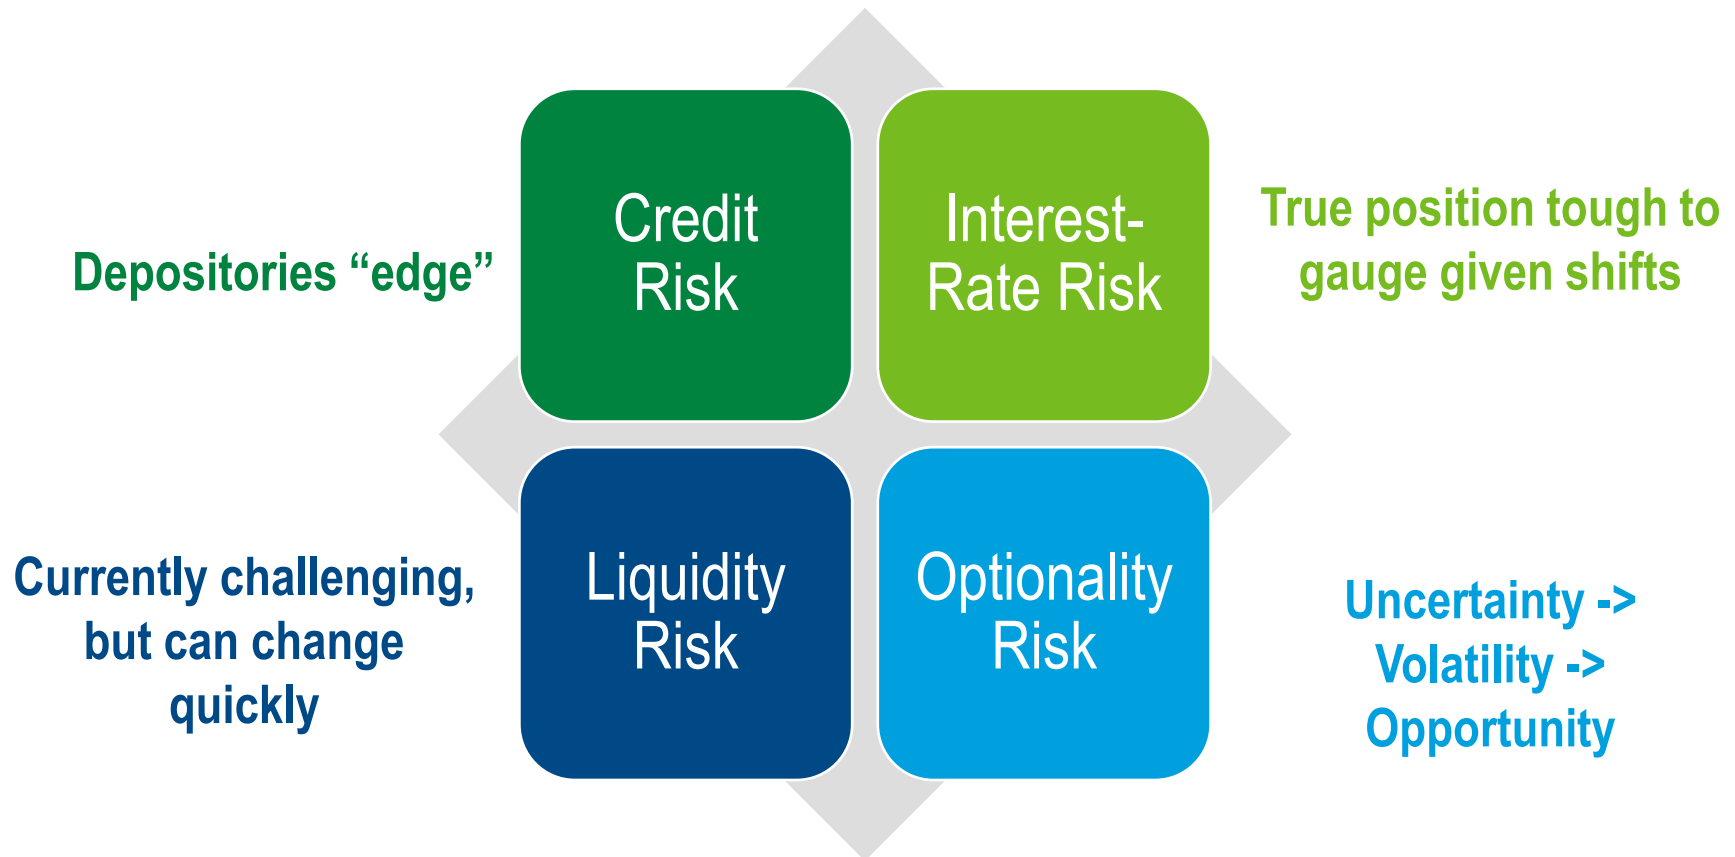 Depositories “edge”
Credit
Risk
Interest-
Rate Risk
True position tough to
gauge given shifts
Currently challenging,
but can change
quickly
Liquidity
Risk
Optionality
Risk
Uncertainty ->
Volatility ->
Opportunity